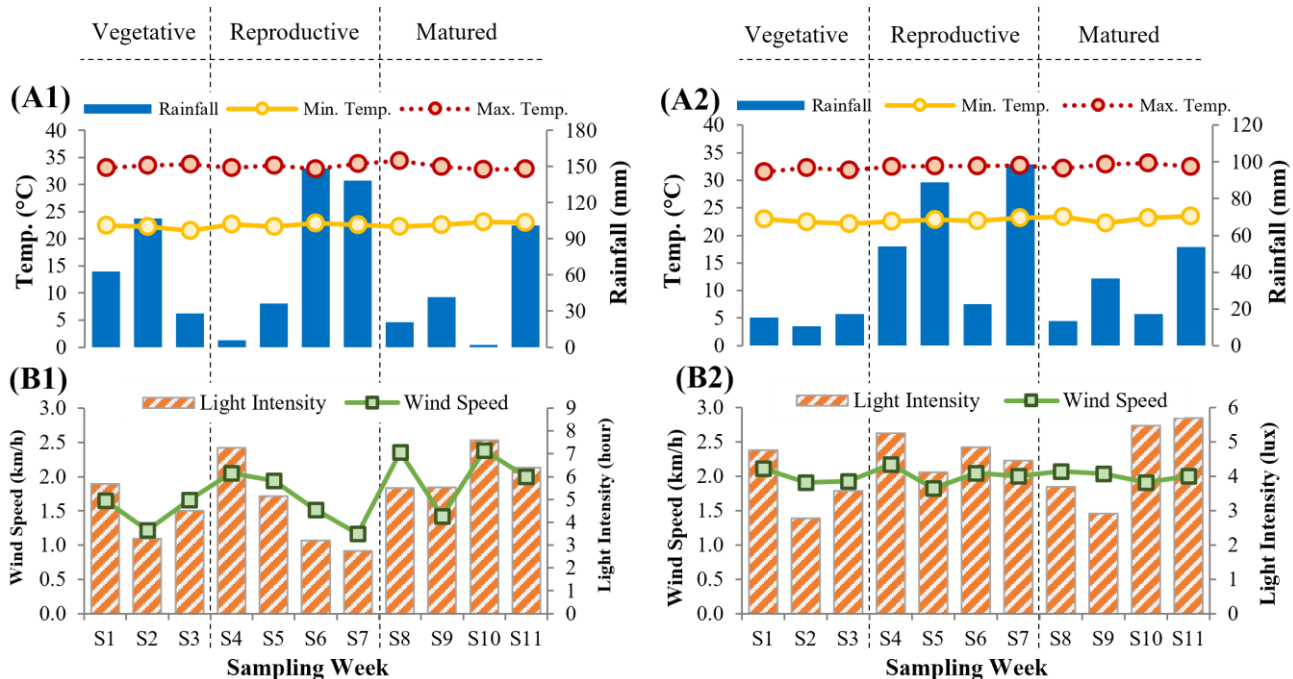 Vegetative Reproductive Matured
(A1)
Rainfall Min. Temp. Max. Temp.
Temp. (°C)
40
35
30
25
20
15
10
5
0
180
150
120
90
60
30
0
Rainfall (mm)
(B1)
Light Intensity Wind Speed
Wind Speed (km/h)
3.0
2.5
2.0
1.5
1.0
0.5
0.0
9
8
7
6
5
4
3
2
1
0
Light Intensity (hour)
S1 S2 S3 S4 S5 S6 S7 S8 S9 S10 S11
Sampling Week
Vegetative Reproductive Matured
(A2)
Rainfall Min. Temp. Max. Temp.
Temp. (°C)
40
35
30
25
20
15
10
5
0
120
100
80
60
40
20
0
Rainfall (mm)
(B2)
Light Intensity Wind Speed
Wind Speed (km/h)
3.0
2.5
2.0
1.5
1.0
0.5
0.0
6
5
4
3
2
1
0
Light Intensity (lux)
S1 S2 S3 S4 S5 S6 S7 S8 S9 S10 S11
Sampling Week